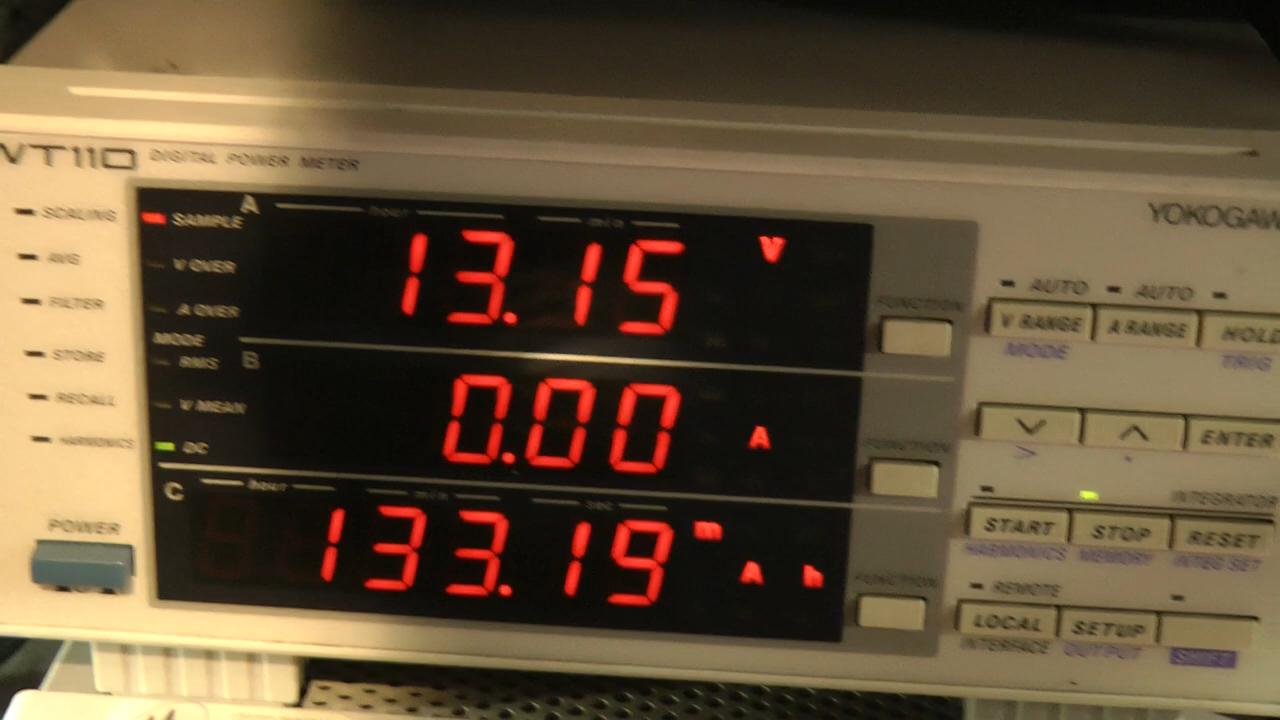 WT110 DIGITAL POWER METER
YOKOGAW
SCALING
AVG
FILTER
STORE
RECALL
HARMONICS
POWER
SAMPLE
V OVER
A OVER
MODE
RMS
V MEAN
DC
A hour min
13.15 V
B
0.00 A
C hour min sec
133.19 mAh
FUNCTION
FUNCTION
FUNCTION
AUTO AUTO
V RANGE A RANGE HOLD
MODE TRIG
ENTER
INTEGRATOR
START STOP RESET
HARMONICS MEMORY INTEG SET
REMOTE
LOCAL SETUP
INTERFACE OUTPUT SHIFT